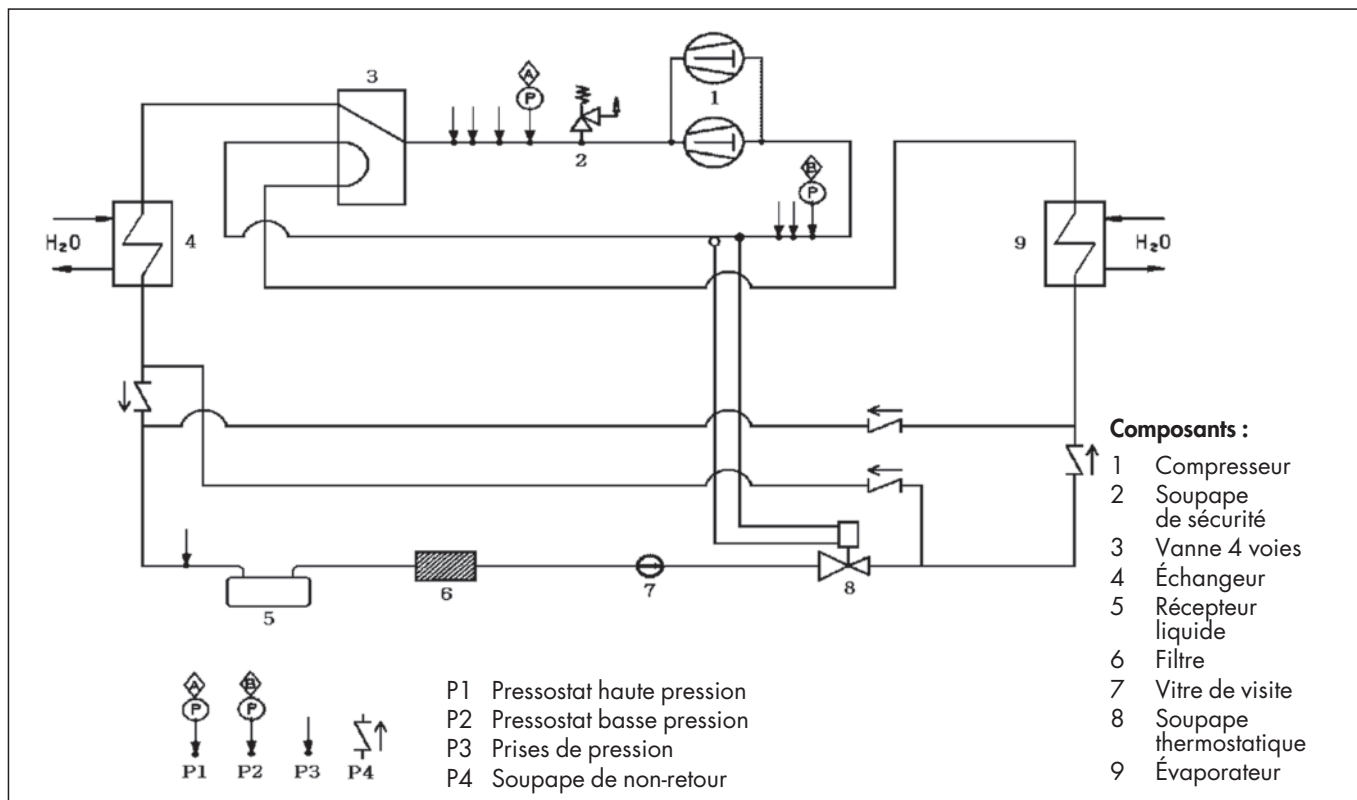 3
A
P
1
2
B
P
H₂O
4
9
H₂O
5
6
7
8
Composants :
1 Compresseur
2 Soupape
de sécurité
3 Vanne 4 voies
4 Échangeur
5 Récepteur
liquide
6 Filtre
7 Vitre de visite
8 Soupape
thermostatique
9 Évaporateur
A
P
P1
B
P
P2
P3
P4
P1 Pressostat haute pression
P2 Pressostat basse pression
P3 Prises de pression
P4 Soupape de non-retour